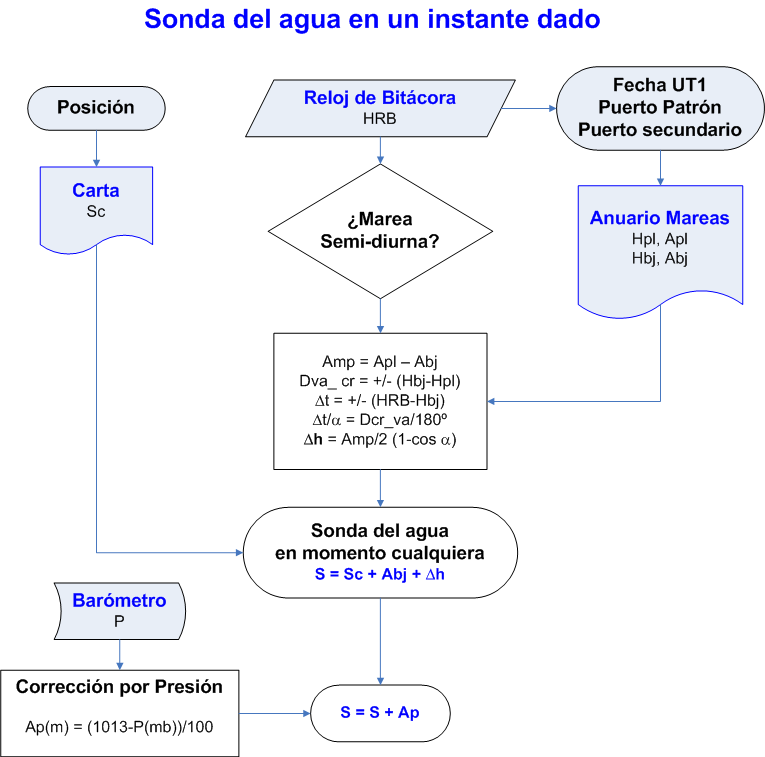 Sonda del agua en un instante dado
Posición
Reloj de Bitácora
HRB
Fecha UT1
Puerto Patrón
Puerto secundario
Carta
Sc
¿Marea
Semi-diurna?
Anuario Mareas
Hpl, Apl
Hbj, Abj
Amp = Apl – Abj
Dva_ cr = +/- (Hbj-Hpl)
Δt = +/- (HRB-Hbj)
Δt/α = Dcr_va/180º
Δh = Amp/2 (1-cos α)
Sonda del agua
en momento cualquiera
S = Sc + Abj + Δh
Barómetro
P
Corrección por Presión
Ap(m) = (1013-P(mb))/100
S = S + Ap